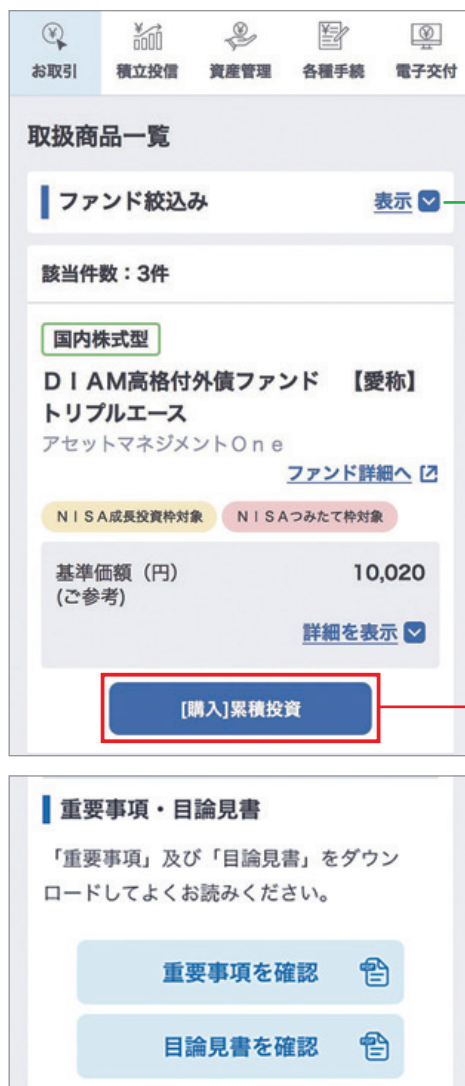 お取引 積立投信 資産管理 各種手続 電子交付
取扱商品一覧
ファンド絞込み 表示
該当件数：3件
国内株式型
ＤＩＡＭ高格付外債ファンド　【愛称】
トリプルエース
アセットマネジメントＯｎｅ
ファンド詳細へ
ＮＩＳＡ成長投資枠対象 ＮＩＳＡつみたて枠対象
基準価額（円） 10,020
(ご参考)
詳細を表示
[購入]累積投資
重要事項・目論見書
「重要事項」及び「目論見書」をダウン
ロードしてよくお読みください。
重要事項を確認
目論見書を確認